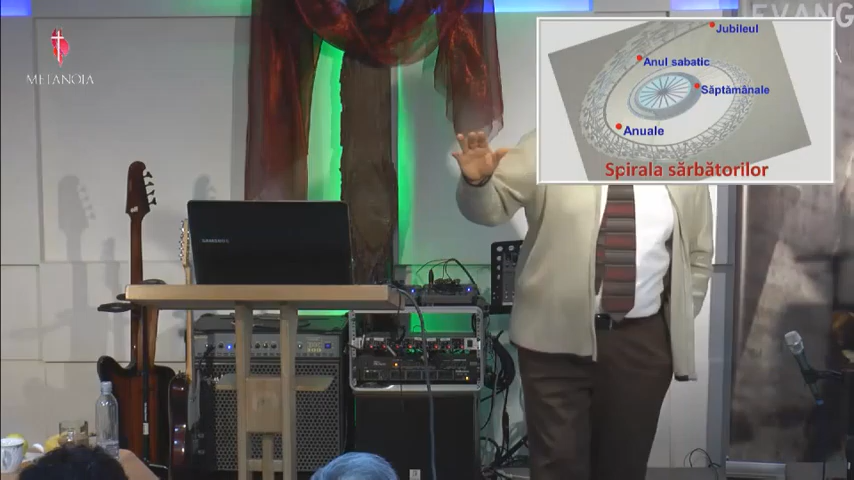 METANOIA
EVANG
Jubileul
Anul sabatic
Săptămânale
Anuale
Spirala sărbătorilor
SAMSUNG